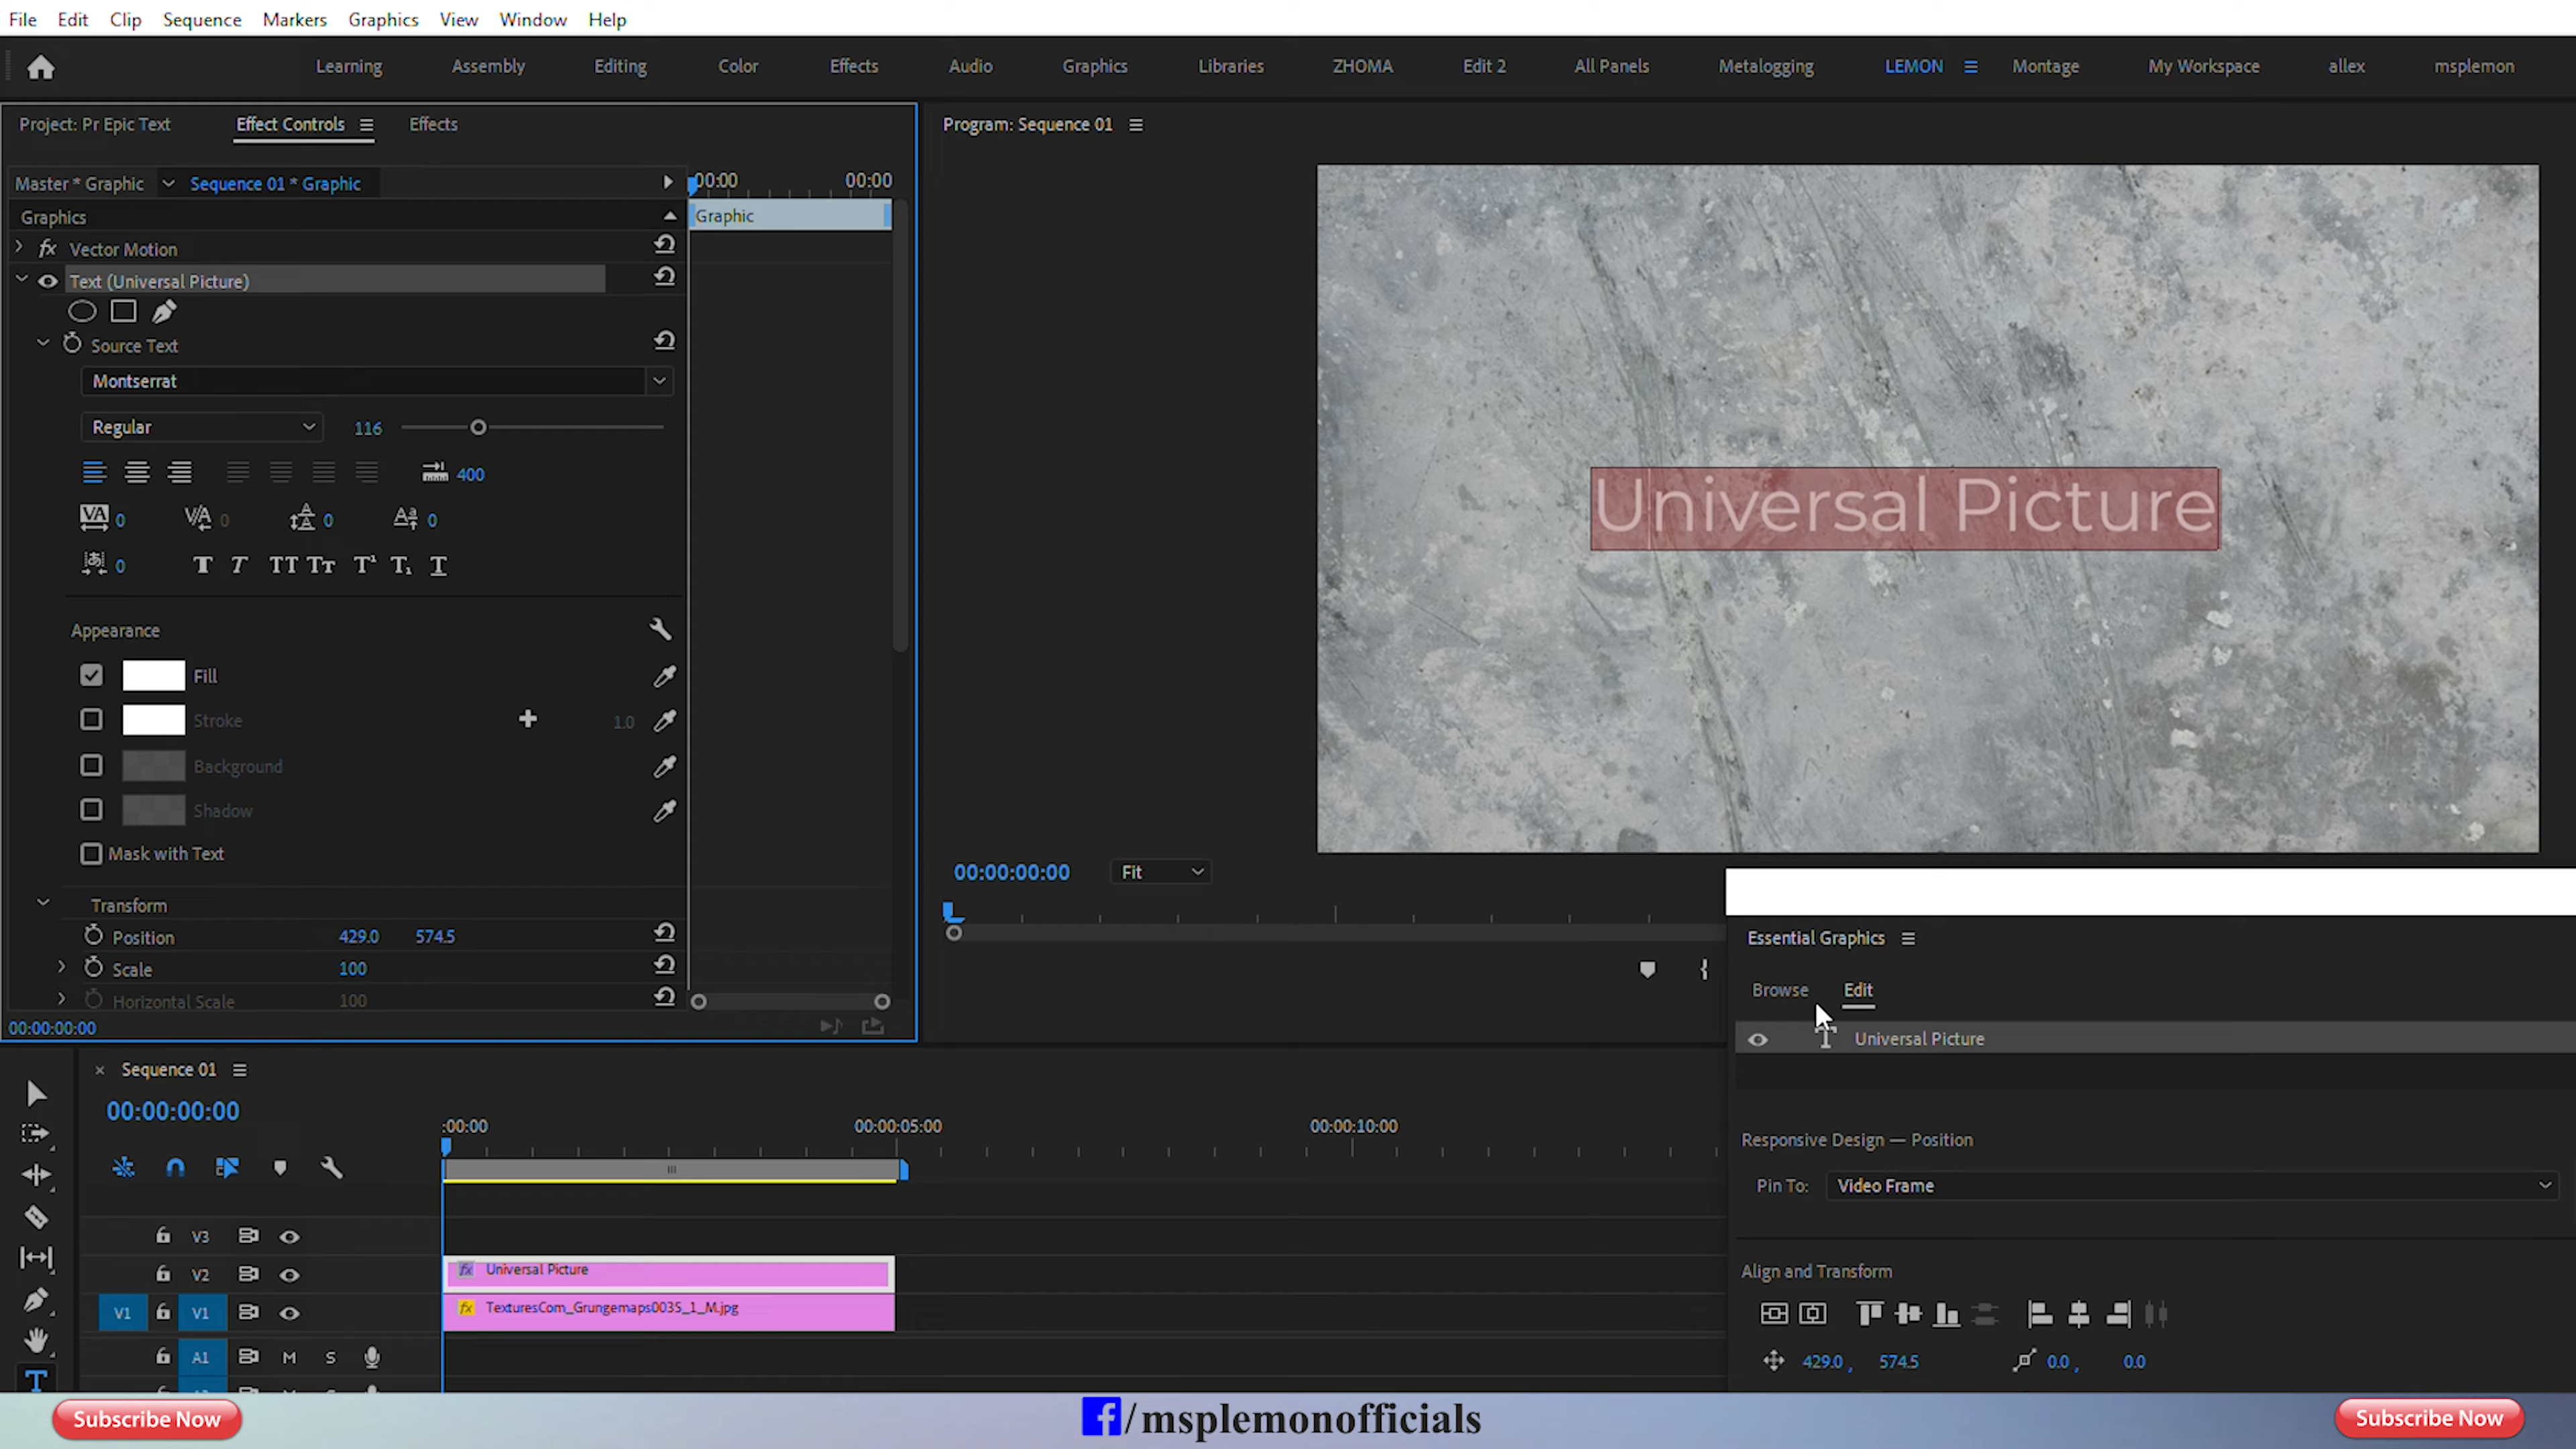 File Edit Clip Sequence Markers Graphics View Window Help
Learning Assembly Editing Color Effects Audio Graphics Libraries ZHOMA Edit 2 All Panels Metalogging LEMON Montage My Workspace allex msplemon
Project: Pr Epic Text Effect Controls Effects
Program: Sequence 01
Master * Graphic Sequence 01 * Graphic
:00:00 00:00
Graphics
Graphic
Vector Motion
Text (Universal Picture)
Source Text
Montserrat
Regular 116
400
0 0 0 0
0
Appearance
Fill
Stroke 1.0
Background
Shadow
Mask with Text
Transform
Position 429.0 574.5
Scale 100
Horizontal Scale 100
00:00:00:00
Universal Picture
00:00:00:00 Fit
Essential Graphics
Browse Edit
Universal Picture
Responsive Design — Position
Pin To: Video Frame
Align and Transform
429.0 , 574.5 0.0 , 0.0
Sequence 01
00:00:00:00
:00:00 00:00:05:00 00:00:10:00
V3
V2 Universal Picture
V1 V1 TexturesCom_Grungemaps0035_1_M.jpg
A1 M S
Subscribe Now
/msplemonofficials
Subscribe Now